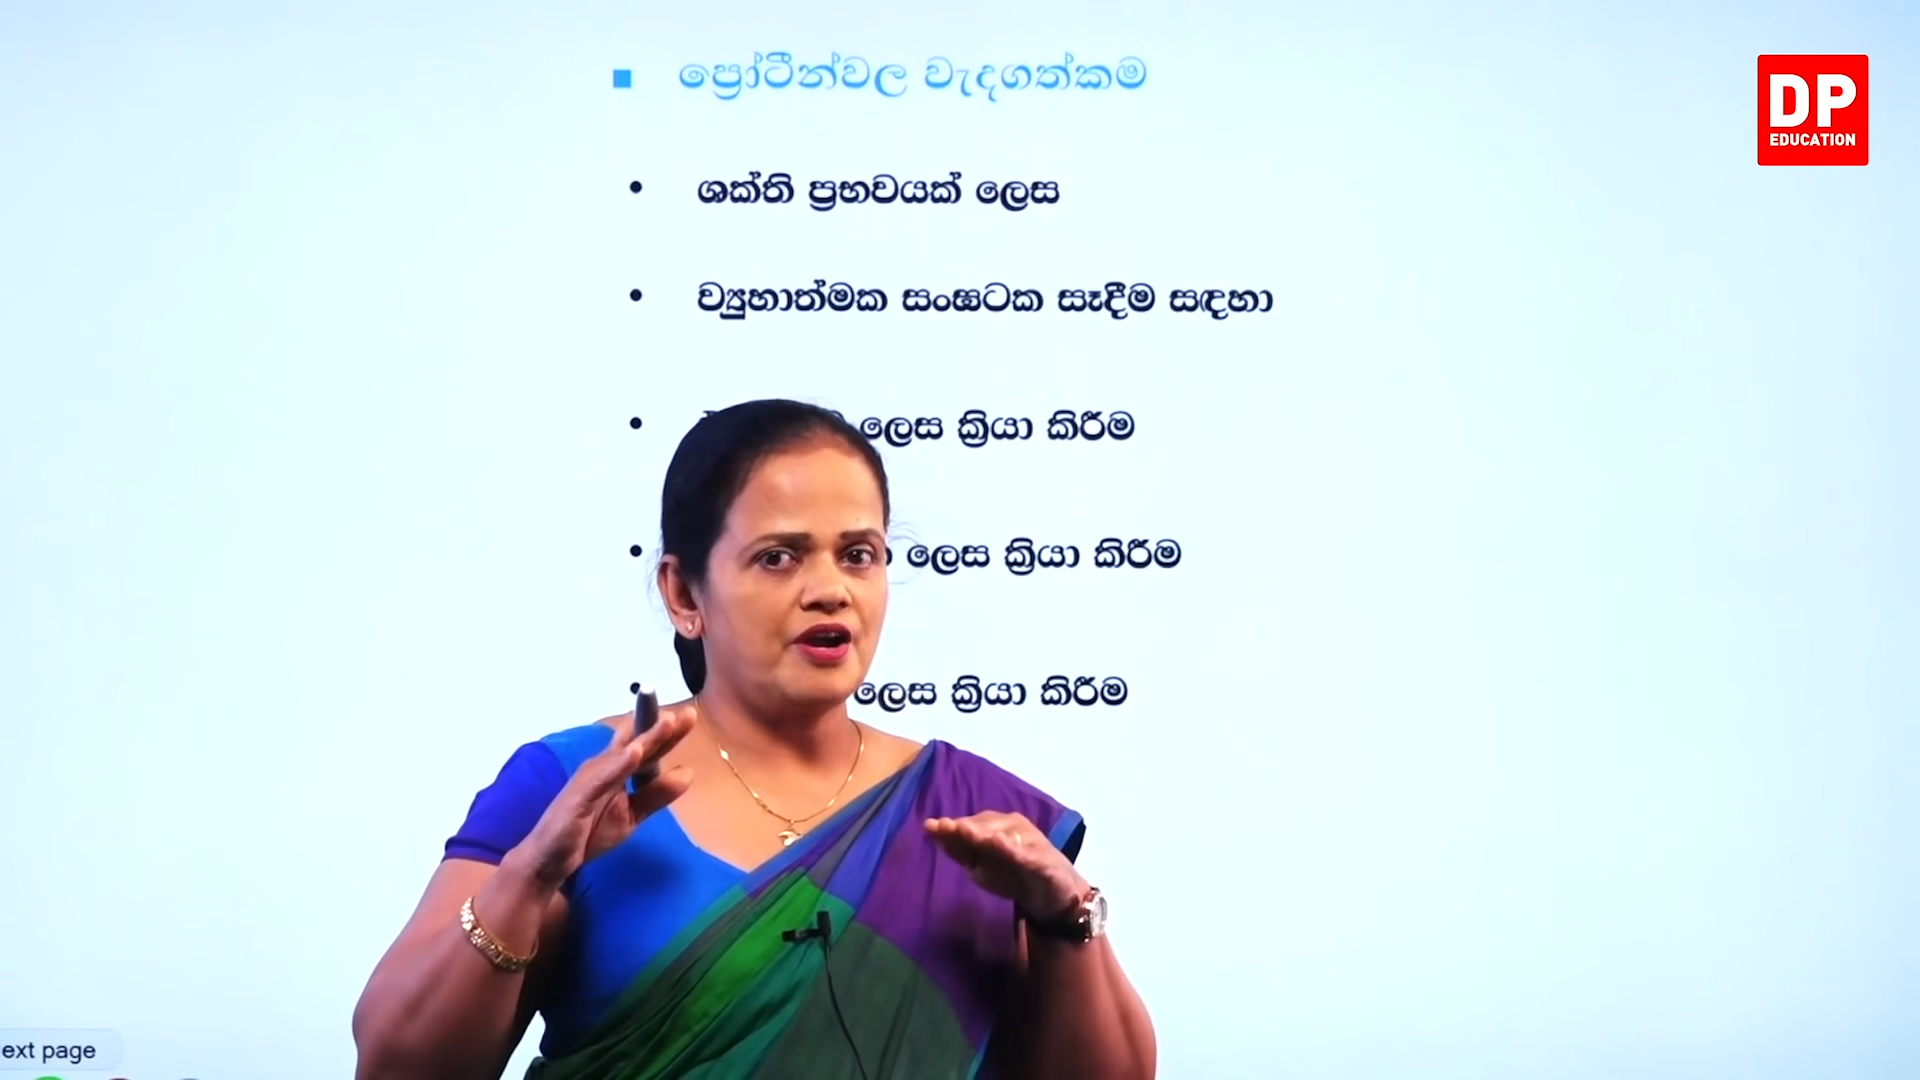 ප්‍රෝටීන්වල වැදගත්කම
DP
EDUCATION
ශක්ති ප්‍රභවයක් ලෙස
ව්‍යුහාත්මක සංඝටක සෑදීම සඳහා
ලෙස ක්‍රියා කිරීම
ලෙස ක්‍රියා කිරීම
ලෙස ක්‍රියා කිරීම
ext page